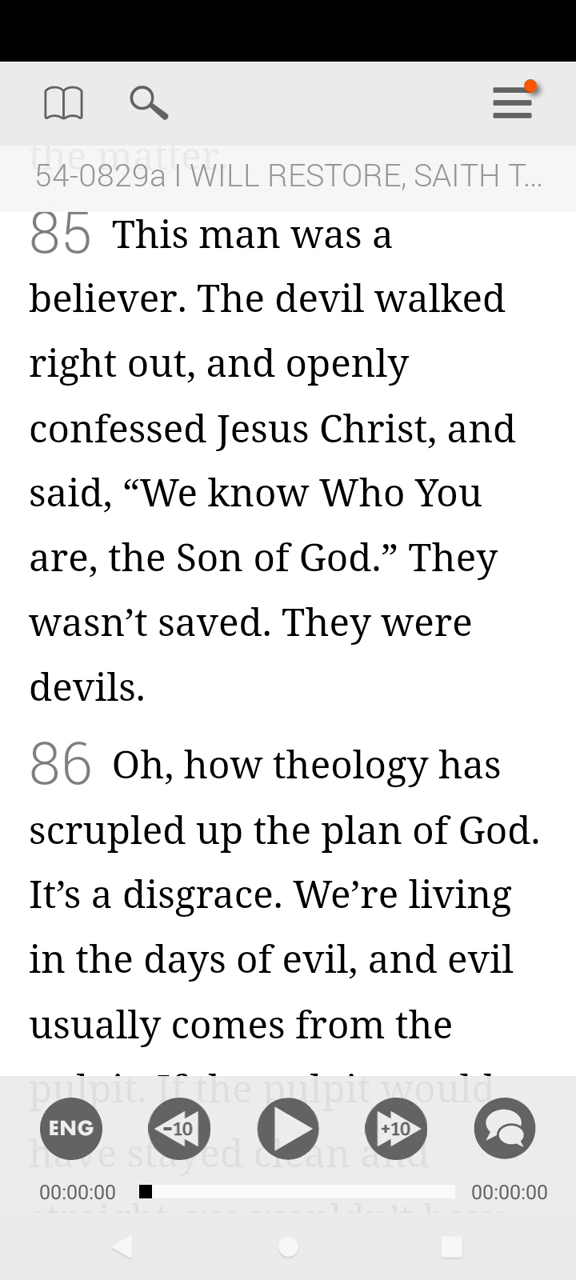 the matter.
54-0829a I WILL RESTORE, SAITH T...
85 This man was a
believer. The devil walked
right out, and openly
confessed Jesus Christ, and
said, “We know Who You
are, the Son of God.” They
wasn’t saved. They were
devils.
86 Oh, how theology has
scrupled up the plan of God.
It’s a disgrace. We’re living
in the days of evil, and evil
usually comes from the
pulpit. If the pulpit would
ENG -10 +10
have stayed clean and
00:00:00 00:00:00